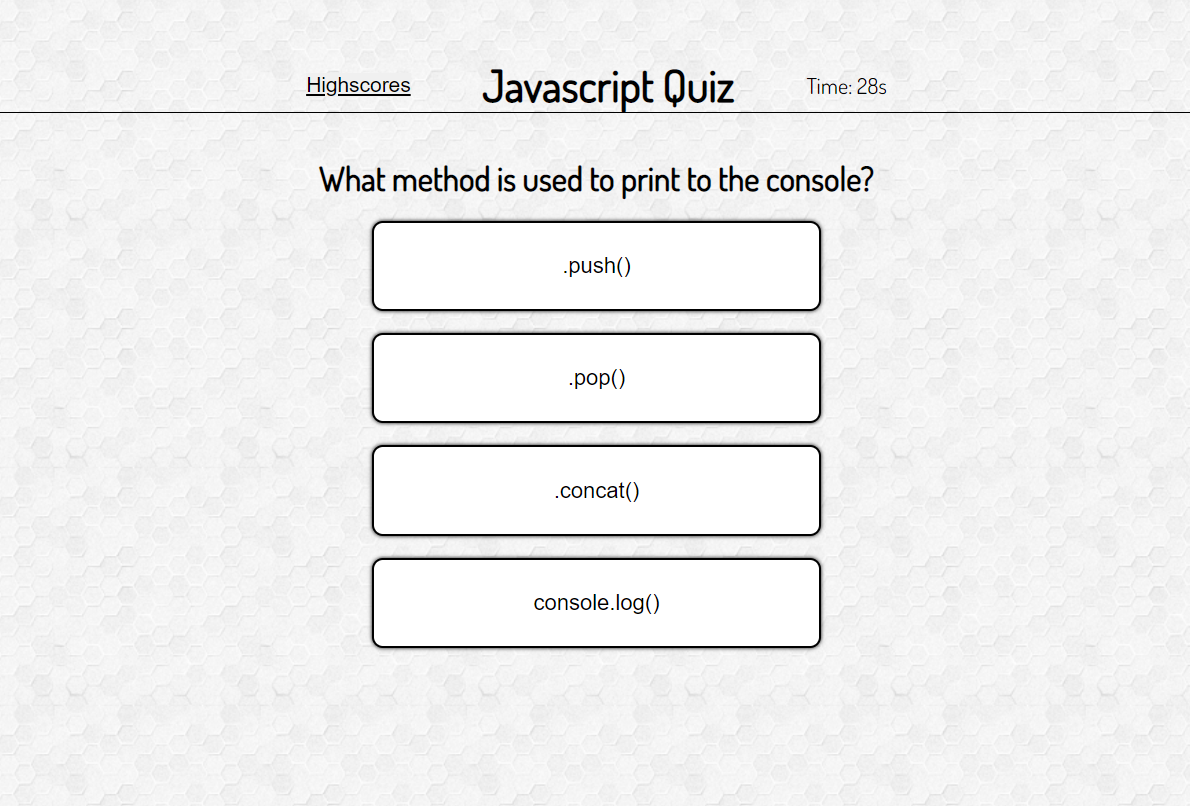 Highscores
Javascript Quiz
Time: 28s
What method is used to print to the console?
.push()
.pop()
.concat()
console.log()